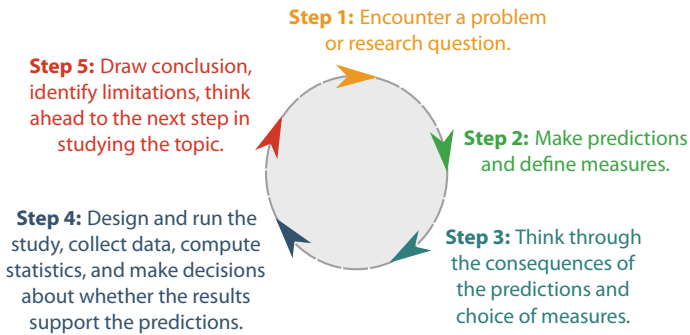 Step 1: Encounter a problem
or research question.
Step 2: Make predictions
and define measures.
Step 3: Think through
the consequences of
the predictions and
choice of measures.
Step 4: Design and run the
study, collect data, compute
statistics, and make decisions
about whether the results
support the predictions.
Step 5: Draw conclusion,
identify limitations, think
ahead to the next step in
studying the topic.